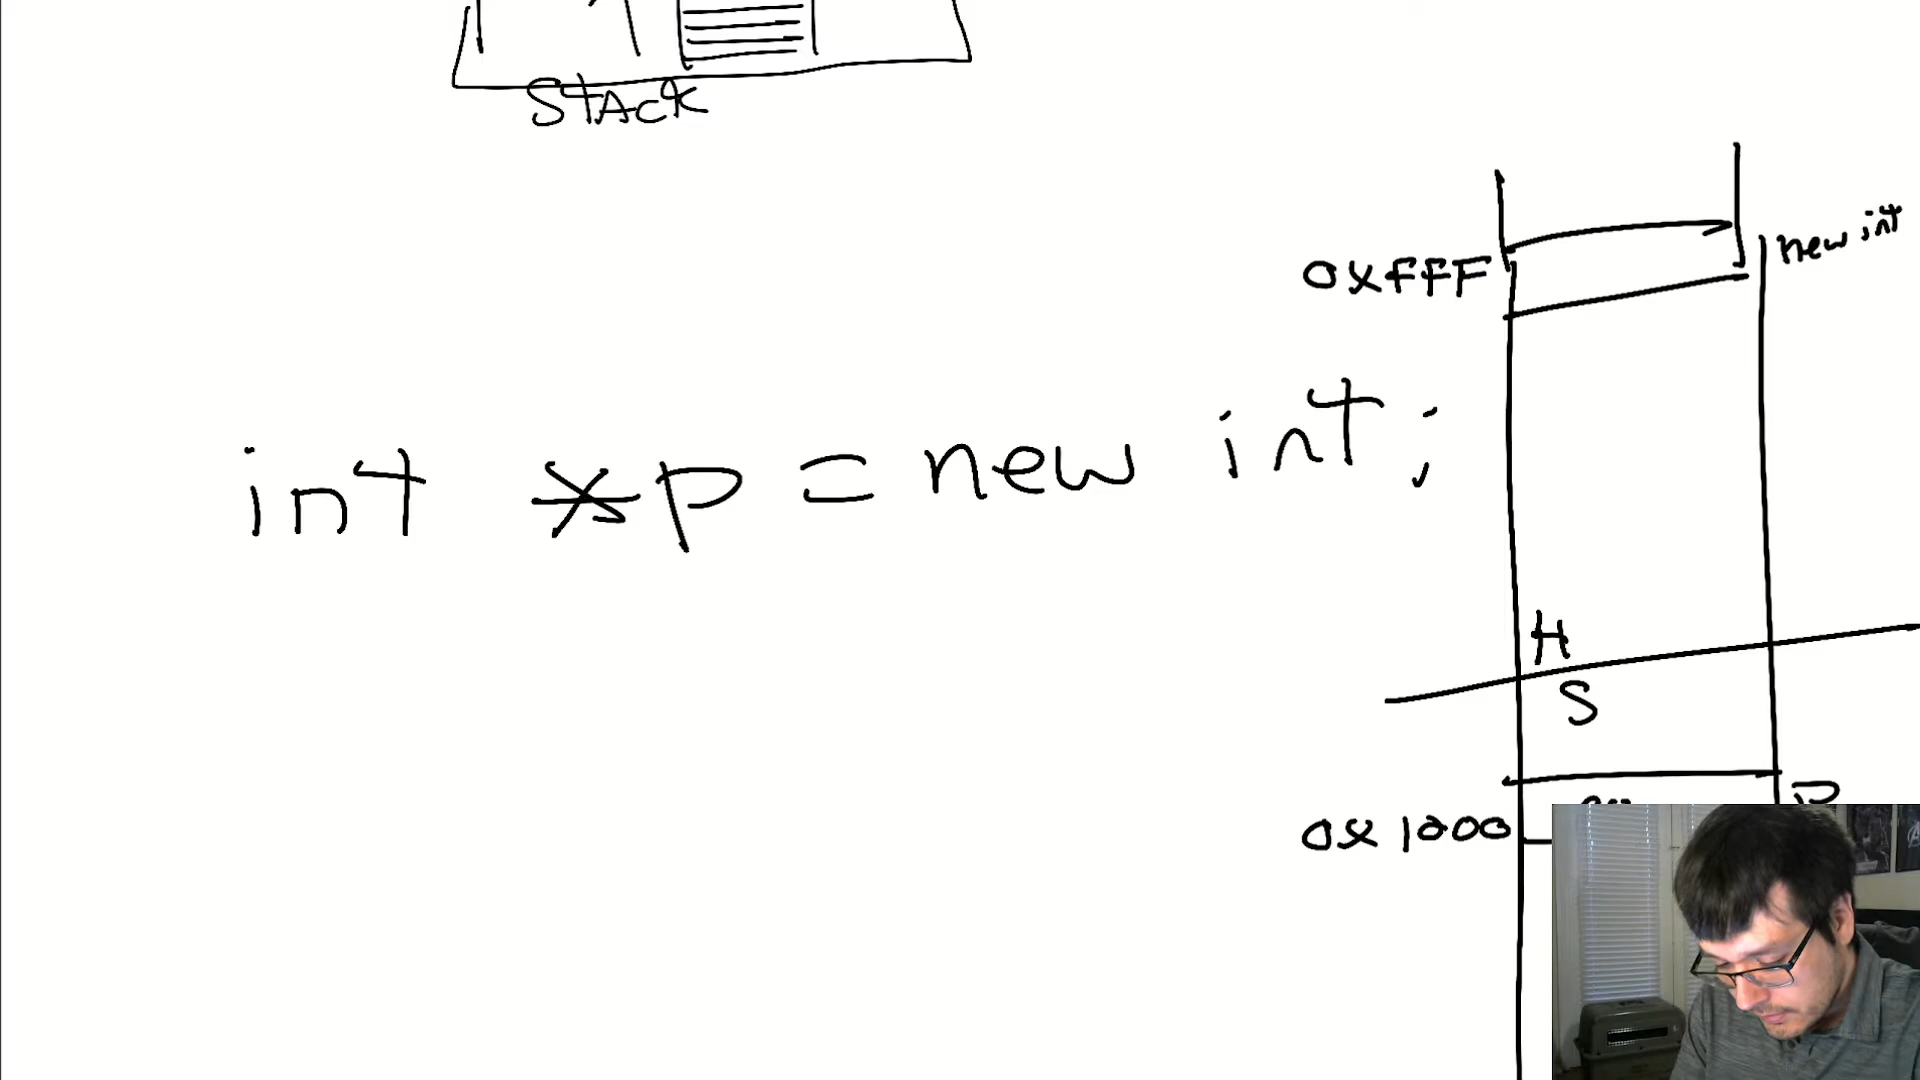 STACK
new int
0xFFF
int *p = new int;
H
S
P
0x1000